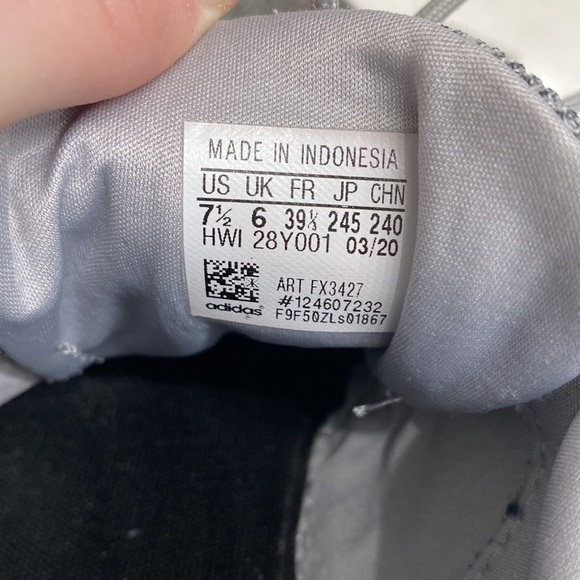 MADE IN INDONESIA
US UK FR JP CHN
7½ 6 39⅓ 245 240
HWI 28Y001 03/20
ART FX3427
#124607232
adidas F9F50ZLs01867